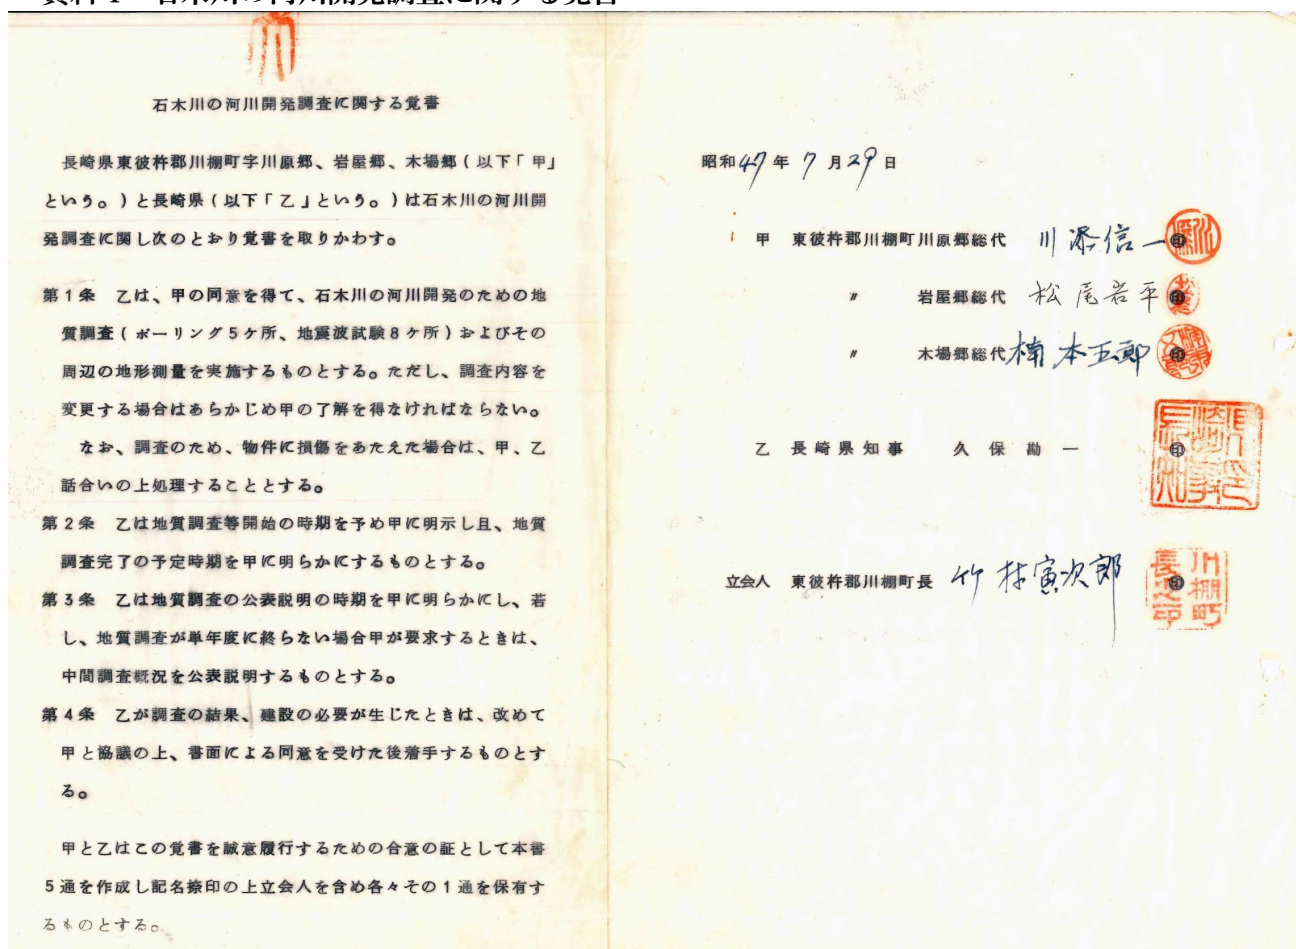 石木川の河川開発調査に関する覚書
長崎県東彼杵郡川棚町字川原郷、岩屋郷、木場郷（以下「甲」
という。）と長崎県（以下「乙」という。）は石木川の河川開
発調査に関し次のとおり覚書を取りかわす。
第1条 乙は、甲の同意を得て、石木川の河川開発のための地
質調査（ボーリング5ケ所、地震波試験8ケ所）およびその
周辺の地形測量を実施するものとする。ただし、調査内容を
変更する場合はあらかじめ甲の了解を得なければならない。
なお、調査のため、物件に損傷をあたえた場合は、甲、乙
話合いの上処理することとする。
第2条 乙は地質調査等開始の時期を予め甲に明示し且、地質
調査完了の予定時期を甲に明らかにするものとする。
第3条 乙は地質調査の公表説明の時期を甲に明らかにし、若
し、地質調査が単年度に終らない場合甲が要求するときは、
中間調査概況を公表説明するものとする。
第4条 乙が調査の結果、建設の必要が生じたときは、改めて
甲と協議の上、書面による同意を受けた後着手するものとす
る。
甲と乙はこの覚書を誠意履行するための合意の証として本書
5通を作成し記名捺印の上立会人を含め各々その1通を保有す
るものとする。
昭和47年7月29日
甲 東彼杵郡川棚町川原郷総代 川添信一 印
〃 岩屋郷総代 松尾岩平 印
〃 木場郷総代 楠本五郎 印
乙 長崎県知事 久保勘一 印
立会人 東彼杵郡川棚町長 竹村寅次郎 印
川棚町
長之印